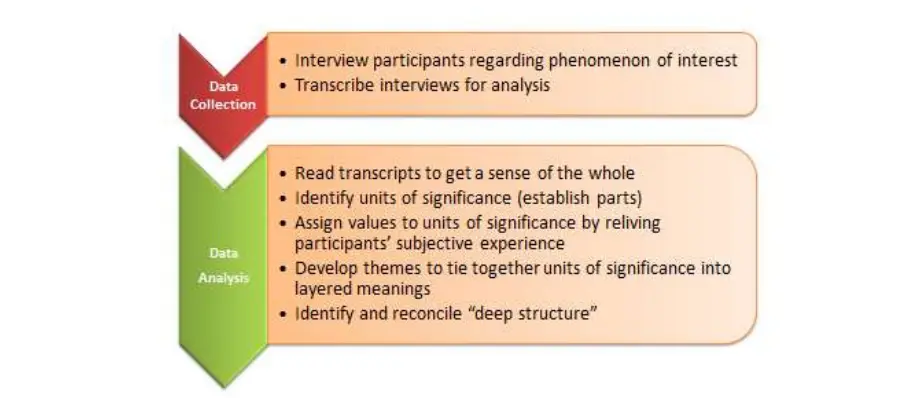 Data
Collection
• Interview participants regarding phenomenon of interest
• Transcribe interviews for analysis
Data
Analysis
• Read transcripts to get a sense of the whole
• Identify units of significance (establish parts)
• Assign values to units of significance by reliving
participants’ subjective experience
• Develop themes to tie together units of significance into
layered meanings
• Identify and reconcile “deep structure”